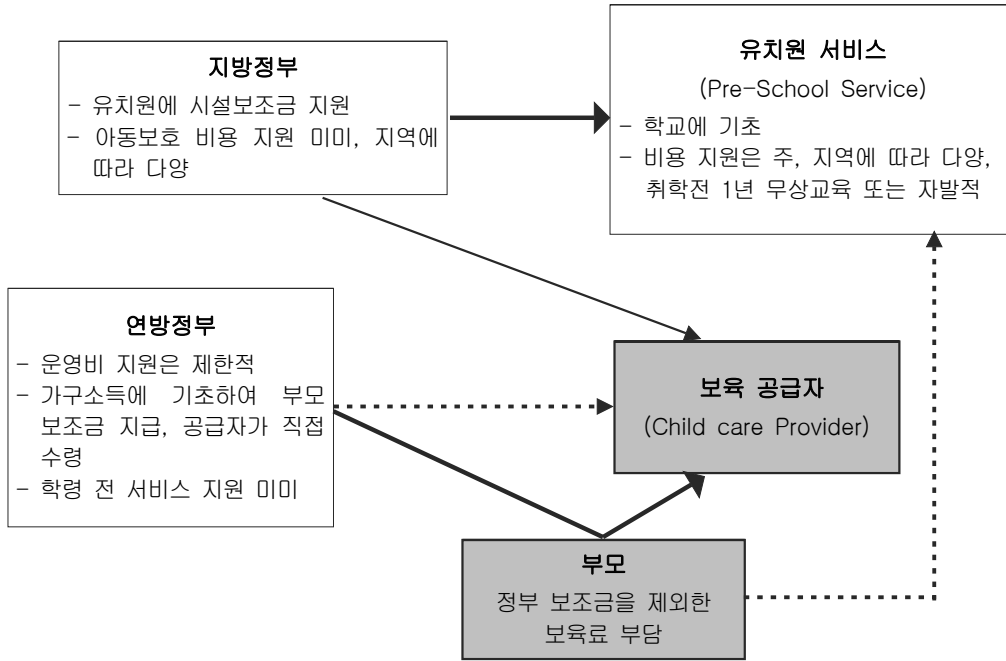 지방정부
- 유치원에 시설보조금 지원
- 아동보호 비용 지원 미미, 지역에
따라 다양
유치원 서비스
(Pre-School Service)
- 학교에 기초
- 비용 지원은 주, 지역에 따라 다양,
취학전 1년 무상교육 또는 자발적
연방정부
- 운영비 지원은 제한적
- 가구소득에 기초하여 부모
보조금 지급, 공급자가 직접
수령
- 학령 전 서비스 지원 미미
보육 공급자
(Child care Provider)
부모
정부 보조금을 제외한
보육료 부담